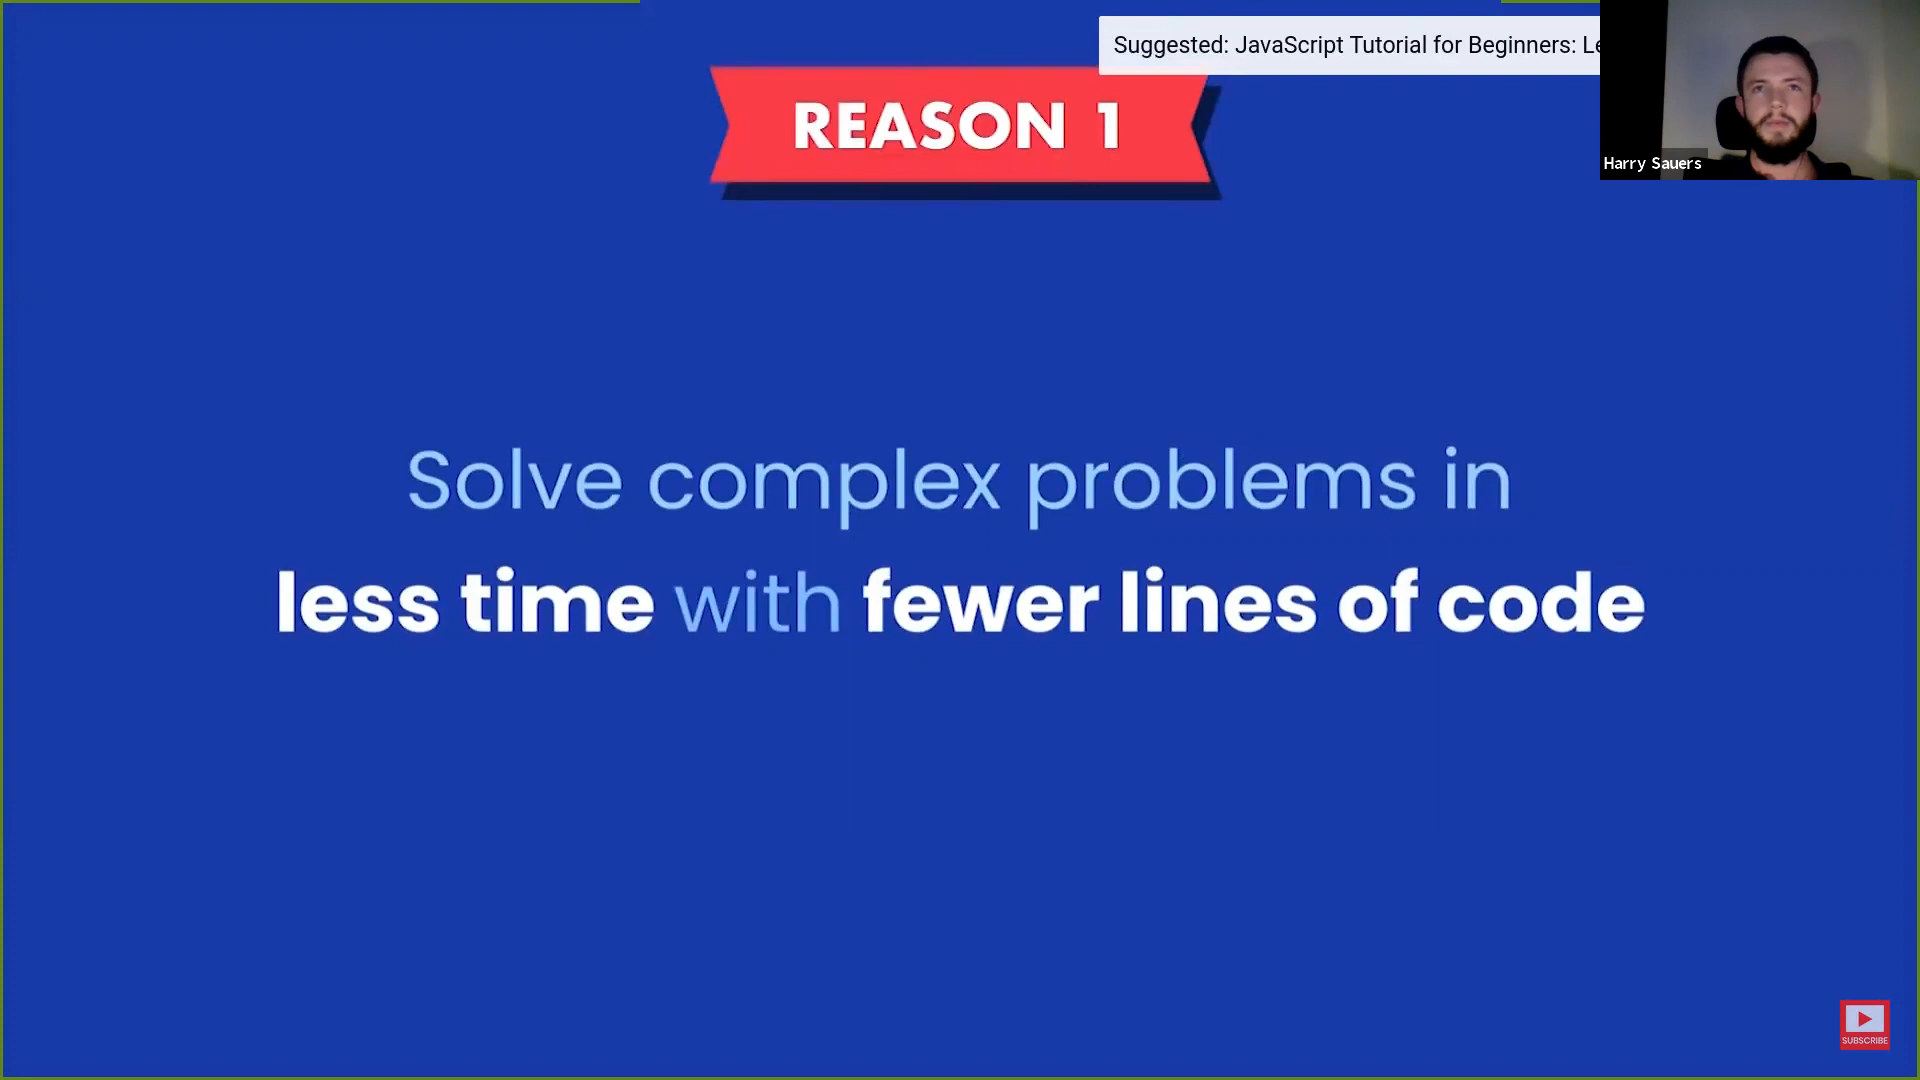 Suggested: JavaScript Tutorial for Beginners: Le
REASON 1
Harry Sauers
Solve complex problems in
less time with fewer lines of code
SUBSCRIBE